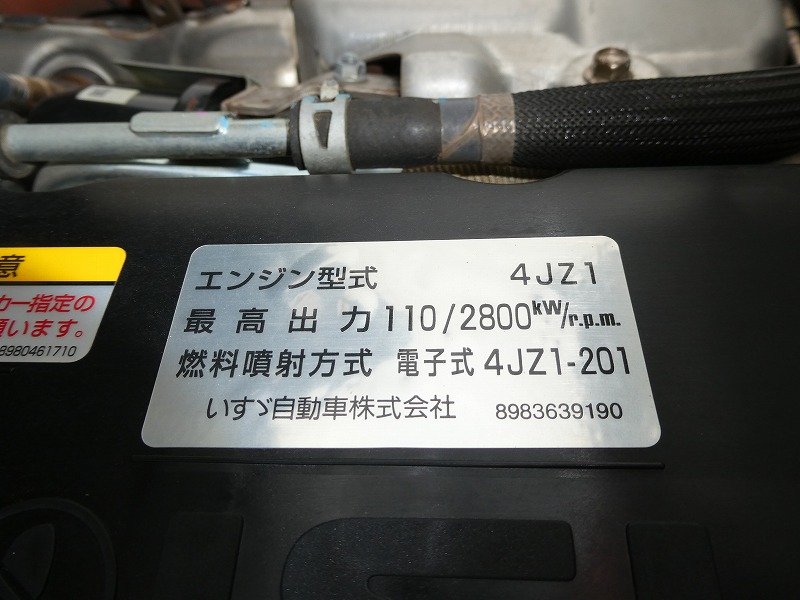 エンジン型式 4JZ1
最高出力 110/2800kW/r.p.m.
燃料噴射方式 電子式 4JZ1-201
いすゞ自動車株式会社 8983639190
意
カー指定の
願います。
8980461710